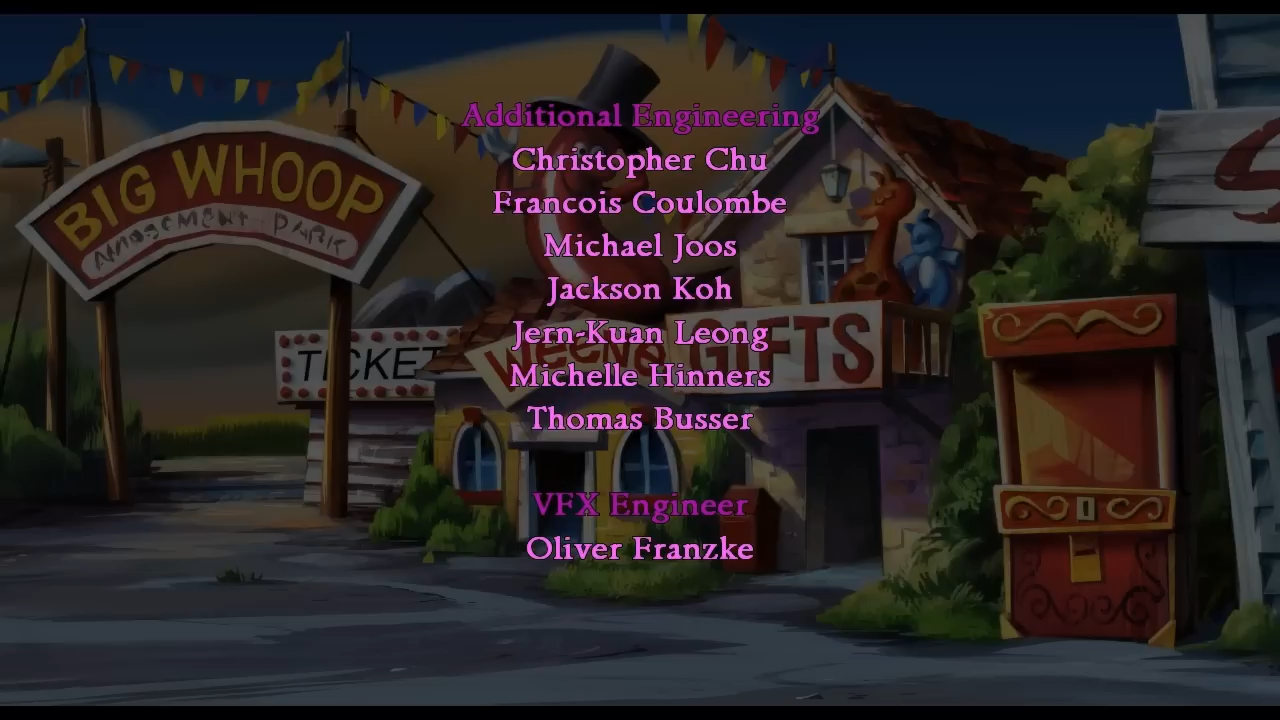 Additional Engineering
Christopher Chu
Francois Coulombe
Michael Joos
Jackson Koh
Jern-Kuan Leong
Michelle Hinners
Thomas Busser
VFX Engineer
Oliver Franzke
BIG WHOOP
AMUSEMENT PARK
TICKET
WEENE
GIFTS